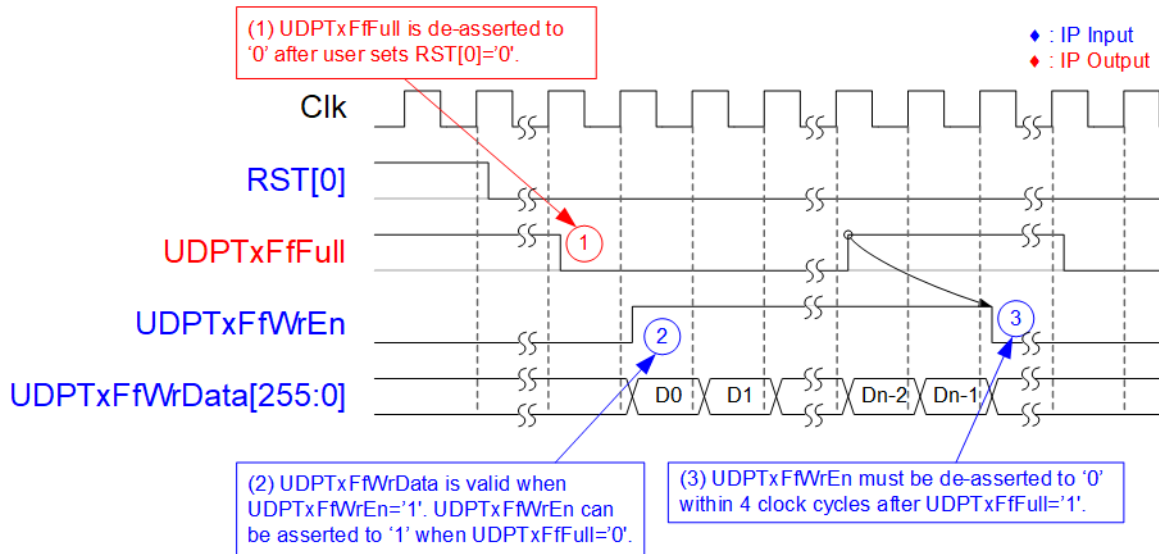 (1) UDPTxFfFull is de-asserted to
‘0’ after user sets RST[0]='0'.
♦ : IP Input
♦ : IP Output
Clk
RST[0]
UDPTxFfFull
1
UDPTxFfWrEn
2
3
UDPTxFfWrData[255:0]
D0
D1
Dn-2
Dn-1
(2) UDPTxFfWrData is valid when
UDPTxFfWrEn='1'. UDPTxFfWrEn can
be asserted to ‘1’ when UDPTxFfFull='0'.
(3) UDPTxFfWrEn must be de-asserted to ‘0’
within 4 clock cycles after UDPTxFfFull='1'.